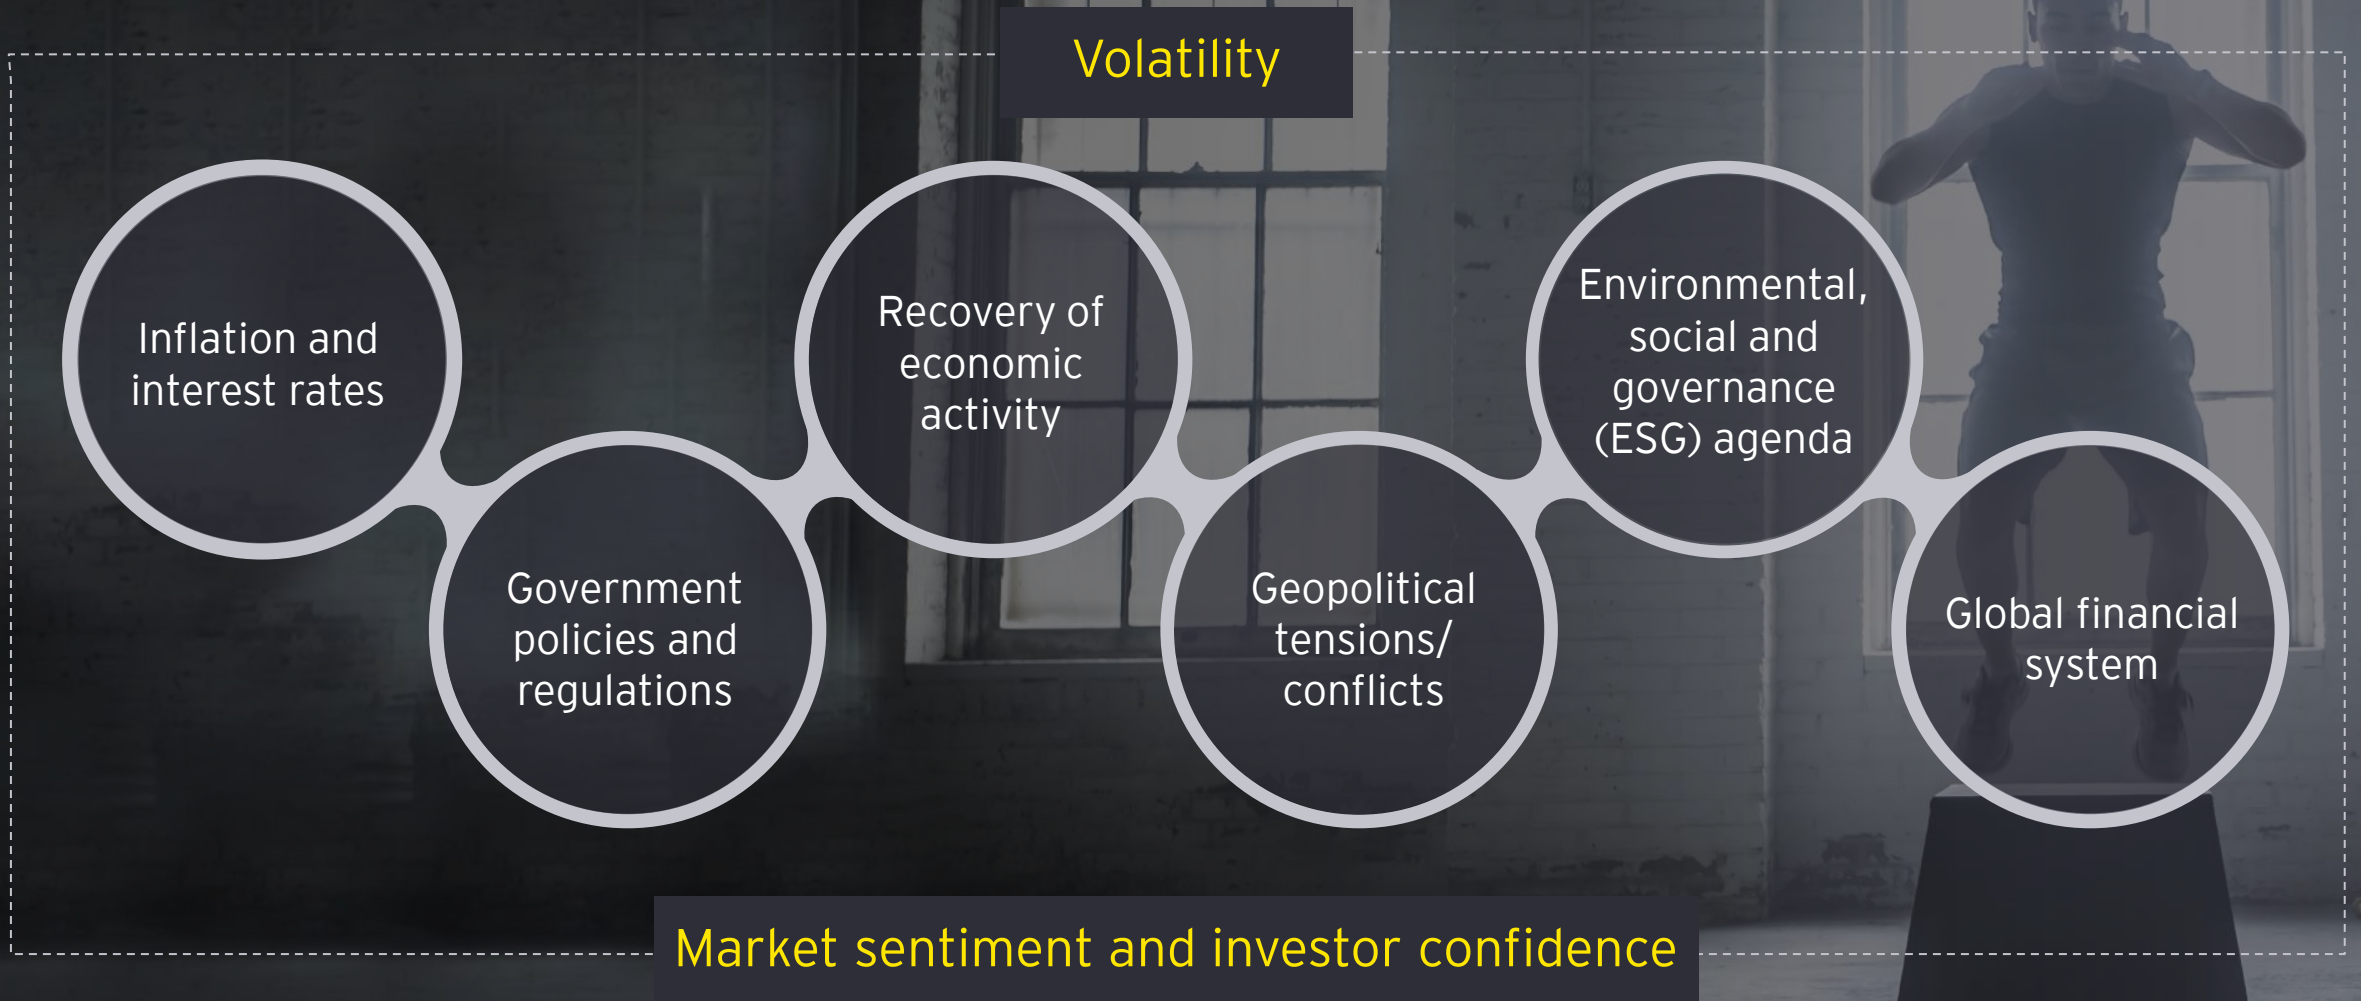 Volatility
Inflation and
interest rates
Government
policies and
regulations
Recovery of
economic
activity
Geopolitical
tensions/
conflicts
Environmental,
social and
governance
(ESG) agenda
Global financial
system
Market sentiment and investor confidence